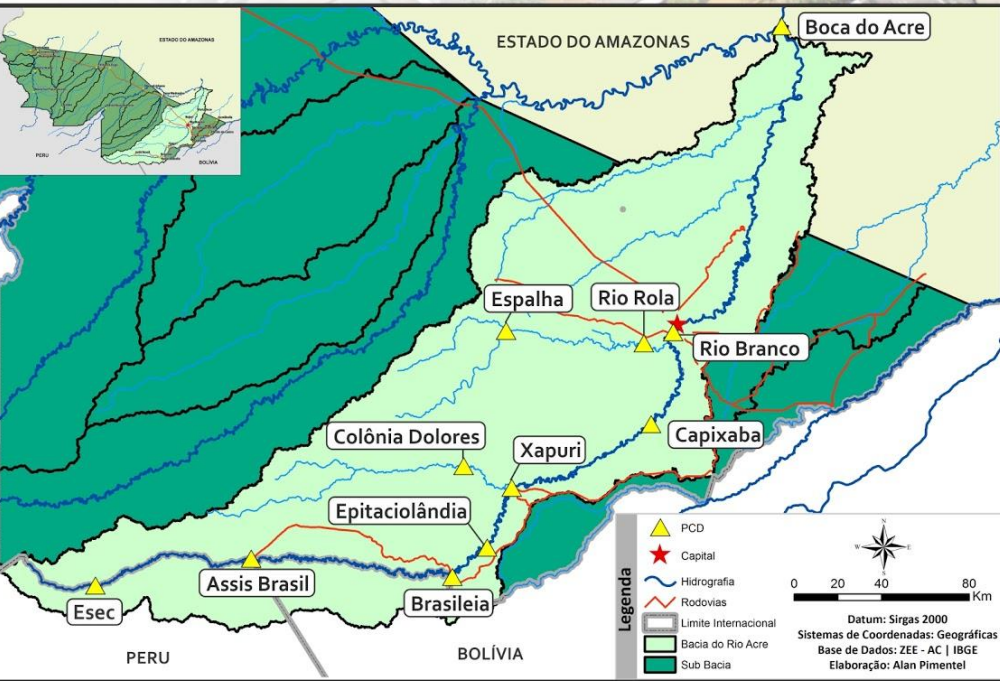 ESTADO DO AMAZONAS
PERU
BOLÍVIA
ESTADO DO AMAZONAS
Boca do Acre
Espalha
Rio Rola
Rio Branco
Capixaba
Colônia Dolores
Xapuri
Epitaciolândia
Assis Brasil
Brasileia
Esec
PERU
BOLÍVIA
Legenda
PCD
Capital
Hidrografia
Rodovias
Limite Internacional
Bacia do Rio Acre
Sub Bacia
N
W E
S
0 20 40 80
Km
Datum: Sirgas 2000
Sistemas de Coordenadas: Geográficas
Base de Dados: ZEE - AC | IBGE
Elaboração: Alan Pimentel